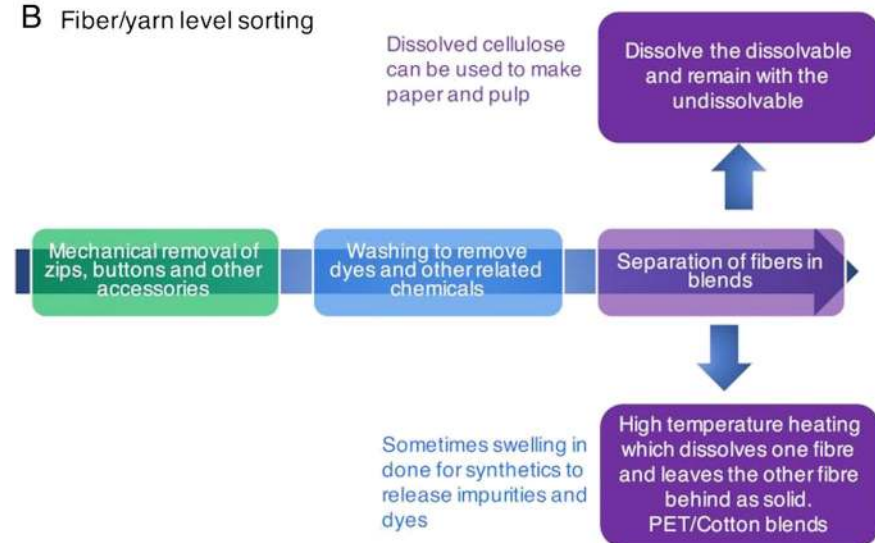 B Fiber/yarn level sorting
Dissolved cellulose
can be used to make
paper and pulp
Dissolve the dissolvable
and remain with the
undissolvable
Mechanical removal of
zips, buttons and other
accessories
Washing to remove
dyes and other related
chemicals
Separation of fibers in
blends
Sometimes swelling in
done for synthetics to
release impurities and
dyes
High temperature heating
which dissolves one fibre
and leaves the other fibre
behind as solid.
PET/Cotton blends